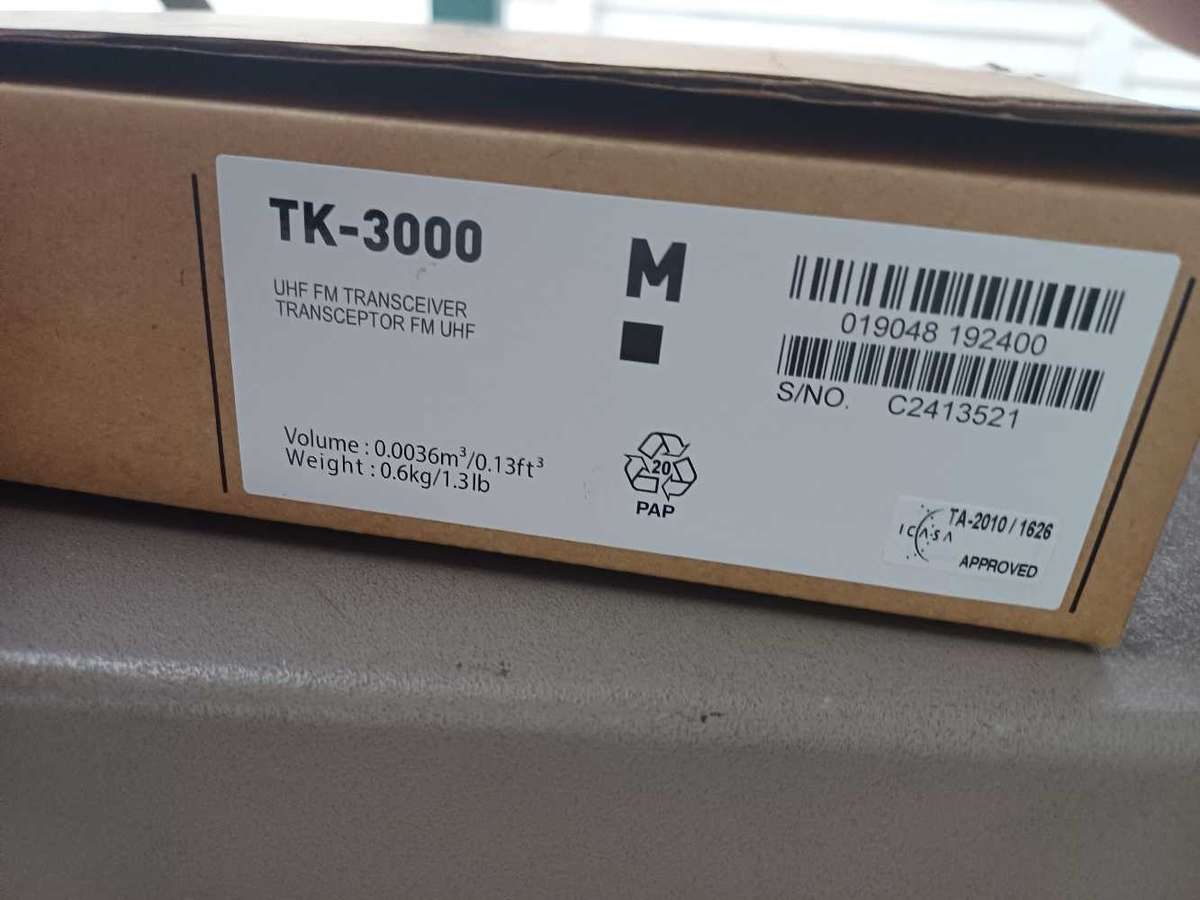 TK-3000
UHF FM TRANSCEIVER
TRANSCEPTOR FM UHF
Volume : 0.0036m³/0.13ft³
Weight : 0.6kg/1.3lb
M
20
PAP
019048 192400
S/NO. C2413521
ICASA
TA-2010 / 1626
APPROVED